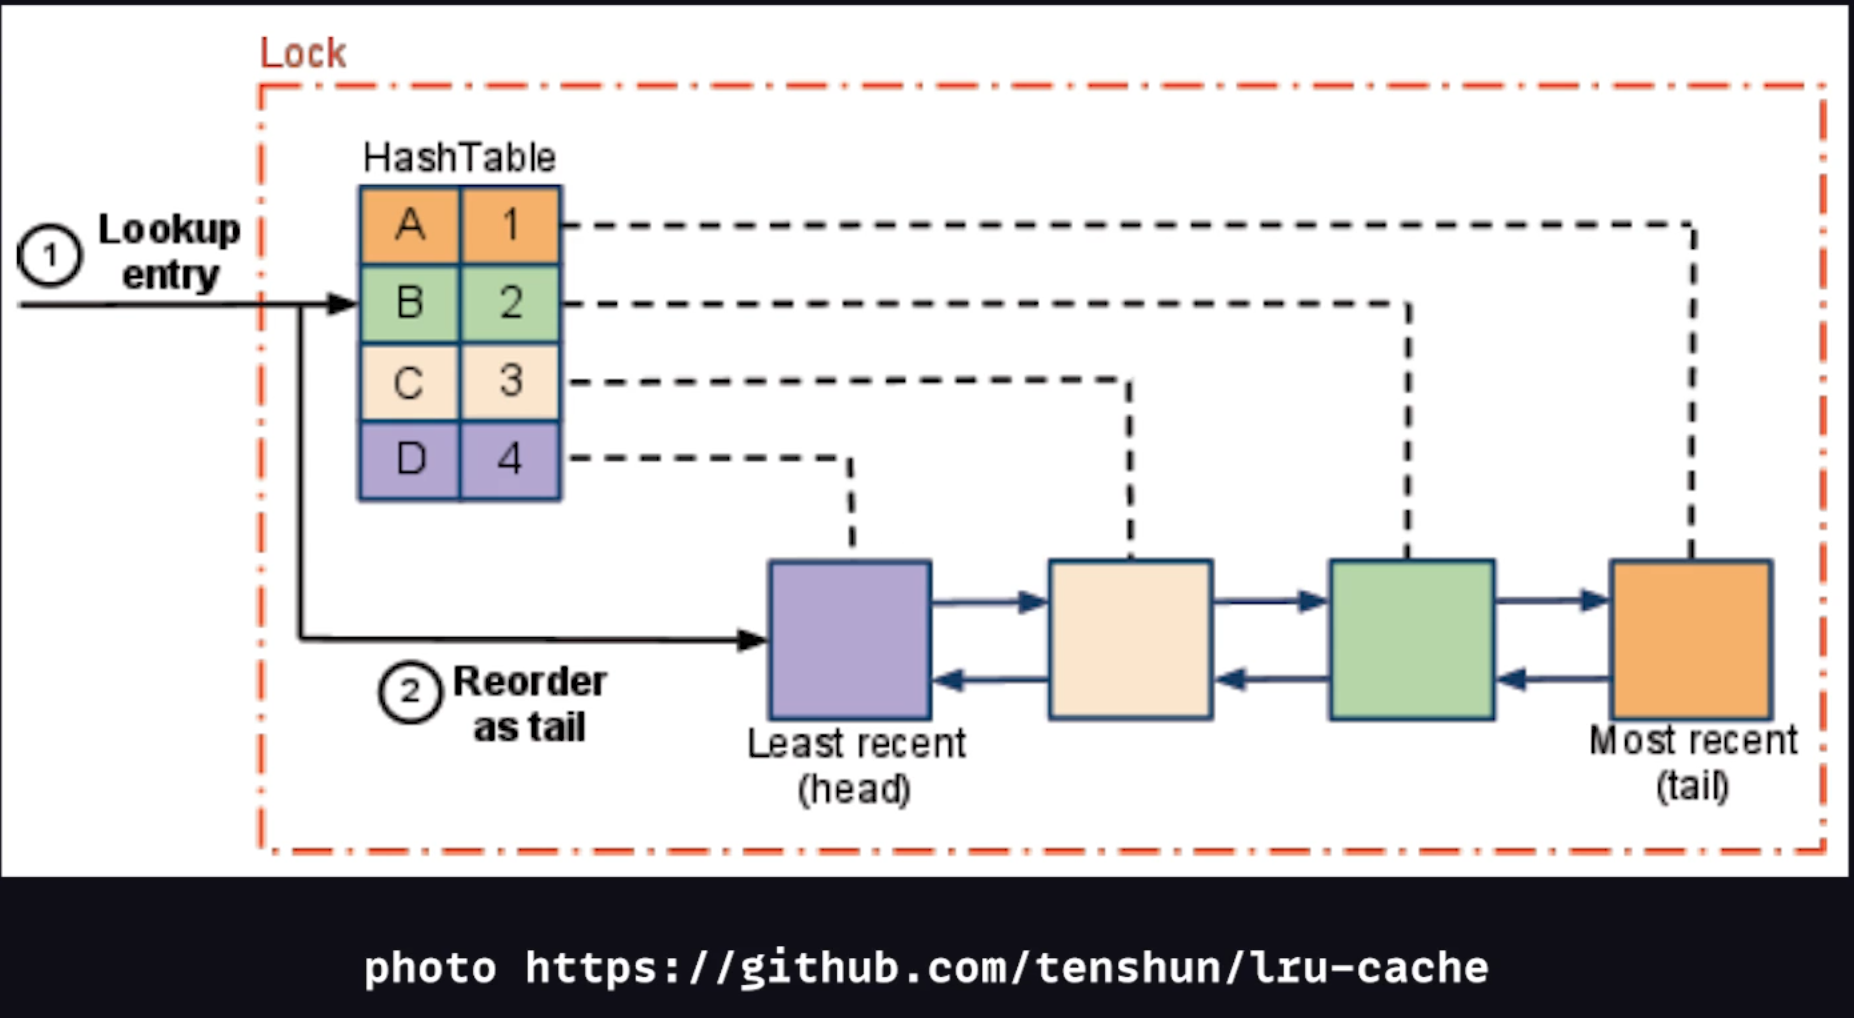 Lock
HashTable
1
Lookup
entry
A 1
B 2
C 3
D 4
2
Reorder
as tail
Least recent
(head)
Most recent
(tail)
photo https://github.com/tenshun/lru-cache